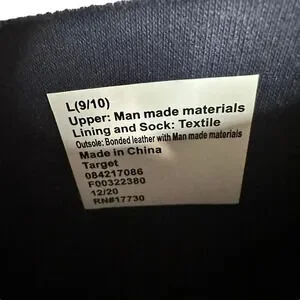 L(9/10)
Upper: Man made materials
Lining and Sock: Textile
Outsole: Bonded leather with Man made materials
Made in China
Target
084217086
F00322380
12/20
RN#17730